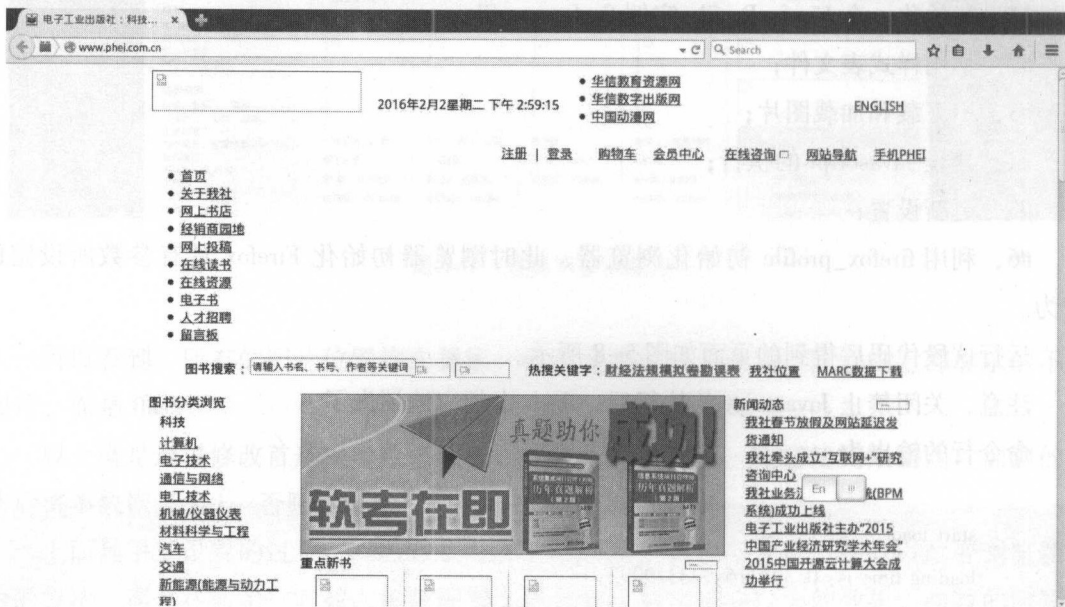 电子工业出版社：科技... ×
www.phei.com.cn
Search
2016年2月2星期二 下午 2:59:15
华信教育资源网
华信数字出版网
中国动漫网
ENGLISH
注册 | 登录 购物车 会员中心 在线咨询 网站导航 手机PHEI
首页
关于我社
网上书店
经销商园地
网上投稿
在线读书
在线资源
电子书
人才招聘
留言板
图书搜索： 请输入书名、书号、作者等关键词
热搜关键字：财经法规模拟卷勘误表 我社位置 MARC数据下载
图书分类浏览
科技
计算机
电子技术
通信与网络
电工技术
机械/仪器仪表
材料科学与工程
汽车
交通
新能源(能源与动力工
程)
真题助你
成功!
软考在即
历年真题解析
历年真题解析
重点新书
新闻动态
我社春节放假及网站延迟发
货通知
我社牵头成立“互联网+”研究
咨询中心
En
我社业务 (BPM
系统)成功上线
电子工业出版社主办“2015
中国产业经济研究学术年会”
2015中国开源云计算大会成
功举行